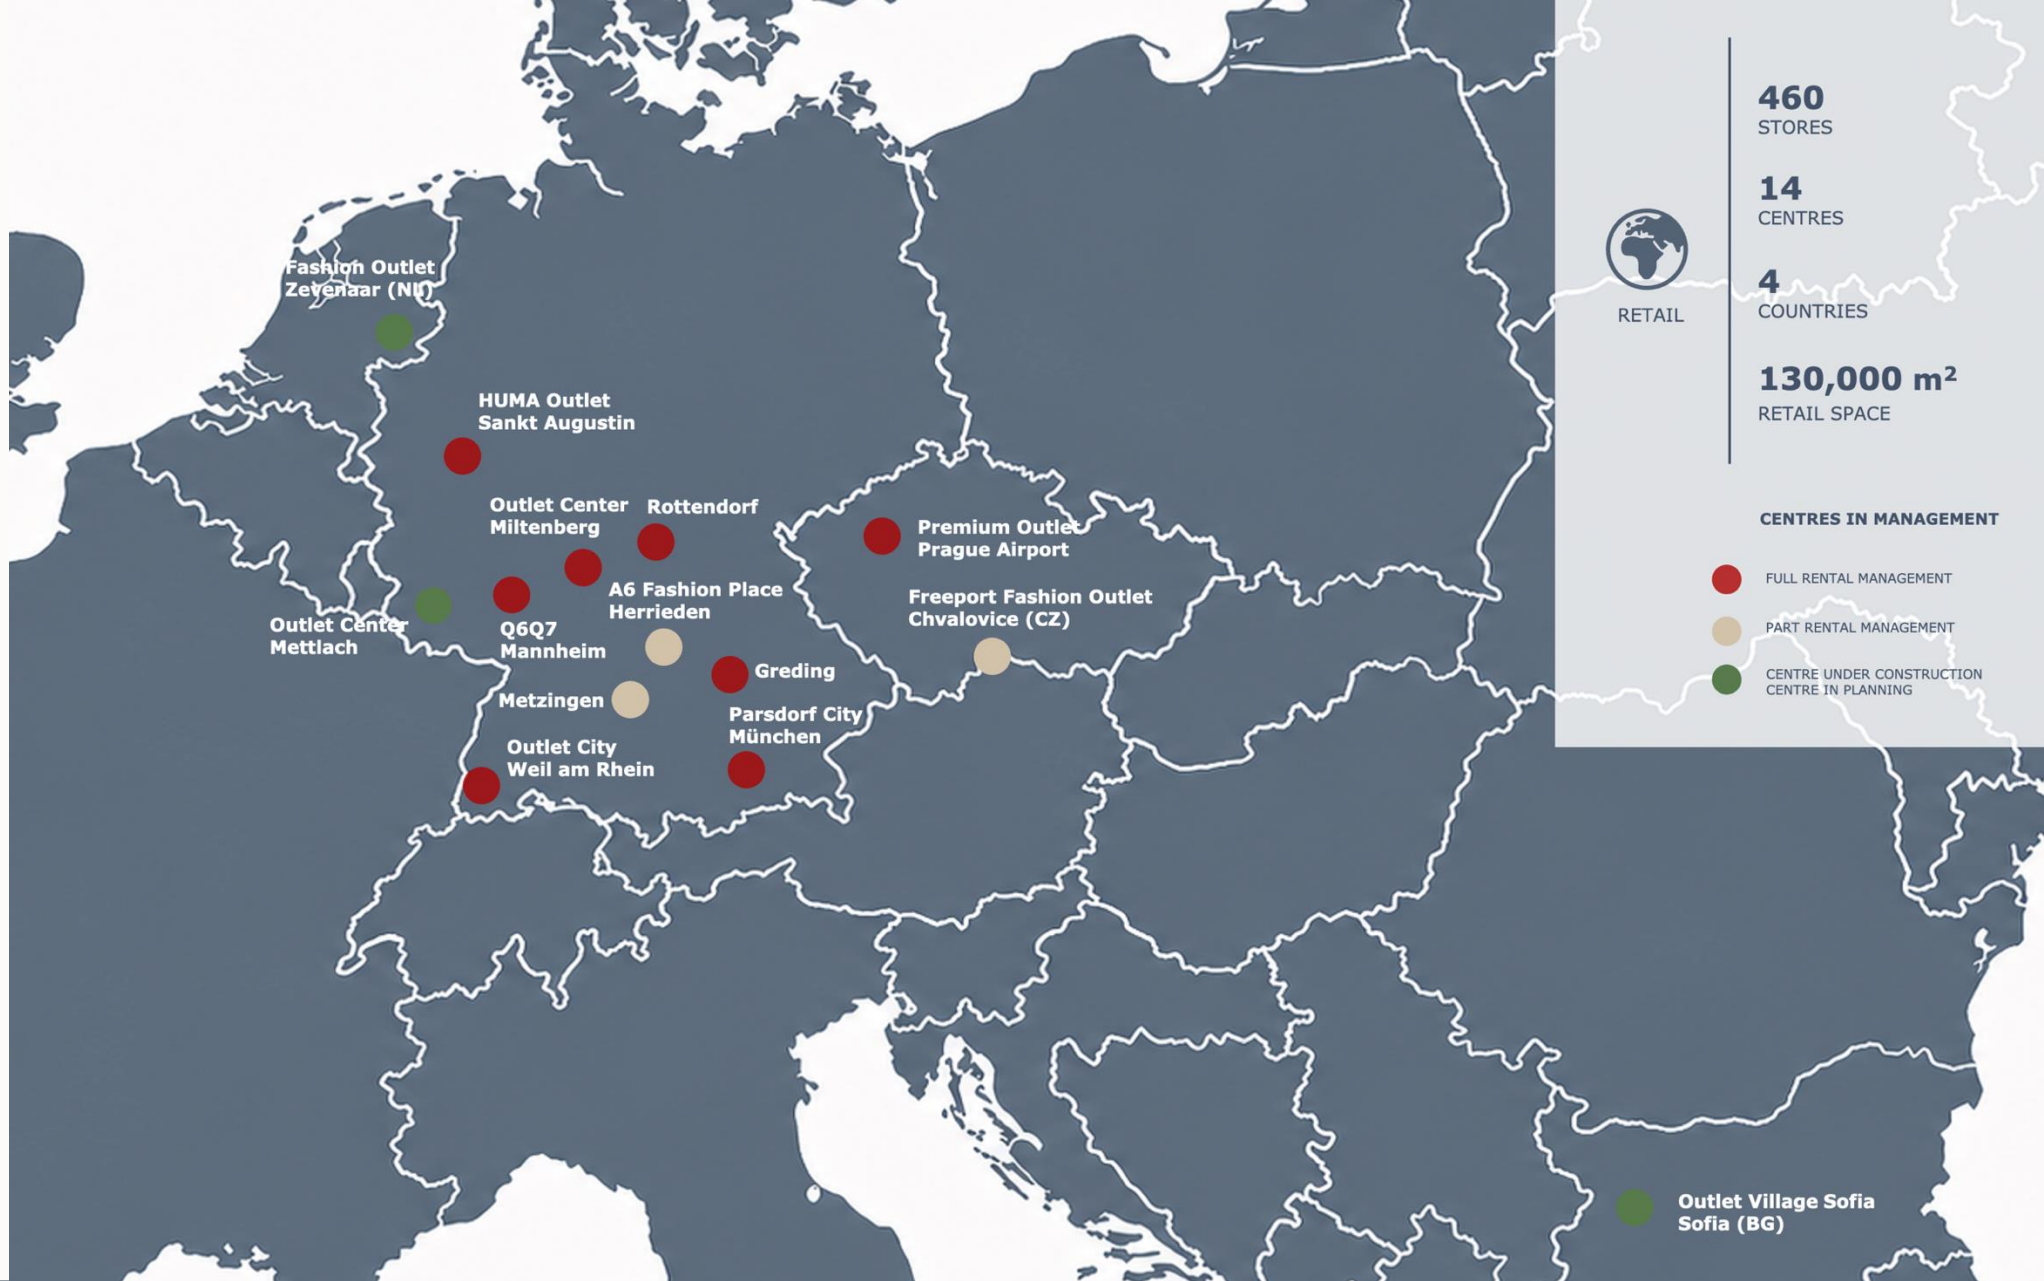 Fashion Outlet
Zevenaar (NL)
HUMA Outlet
Sankt Augustin
Outlet Center
Miltenberg
Rottendorf
Premium Outlet
Prague Airport
A6 Fashion Place
Herrieden
Freeport Fashion Outlet
Chvalovice (CZ)
Outlet Center
Mettlach
Q6Q7
Mannheim
Greding
Metzingen
Parsdorf City
München
Outlet City
Weil am Rhein
Outlet Village Sofia
Sofia (BG)
RETAIL
460
STORES
14
CENTRES
4
COUNTRIES
130,000 m²
RETAIL SPACE
CENTRES IN MANAGEMENT
FULL RENTAL MANAGEMENT
PART RENTAL MANAGEMENT
CENTRE UNDER CONSTRUCTION
CENTRE IN PLANNING